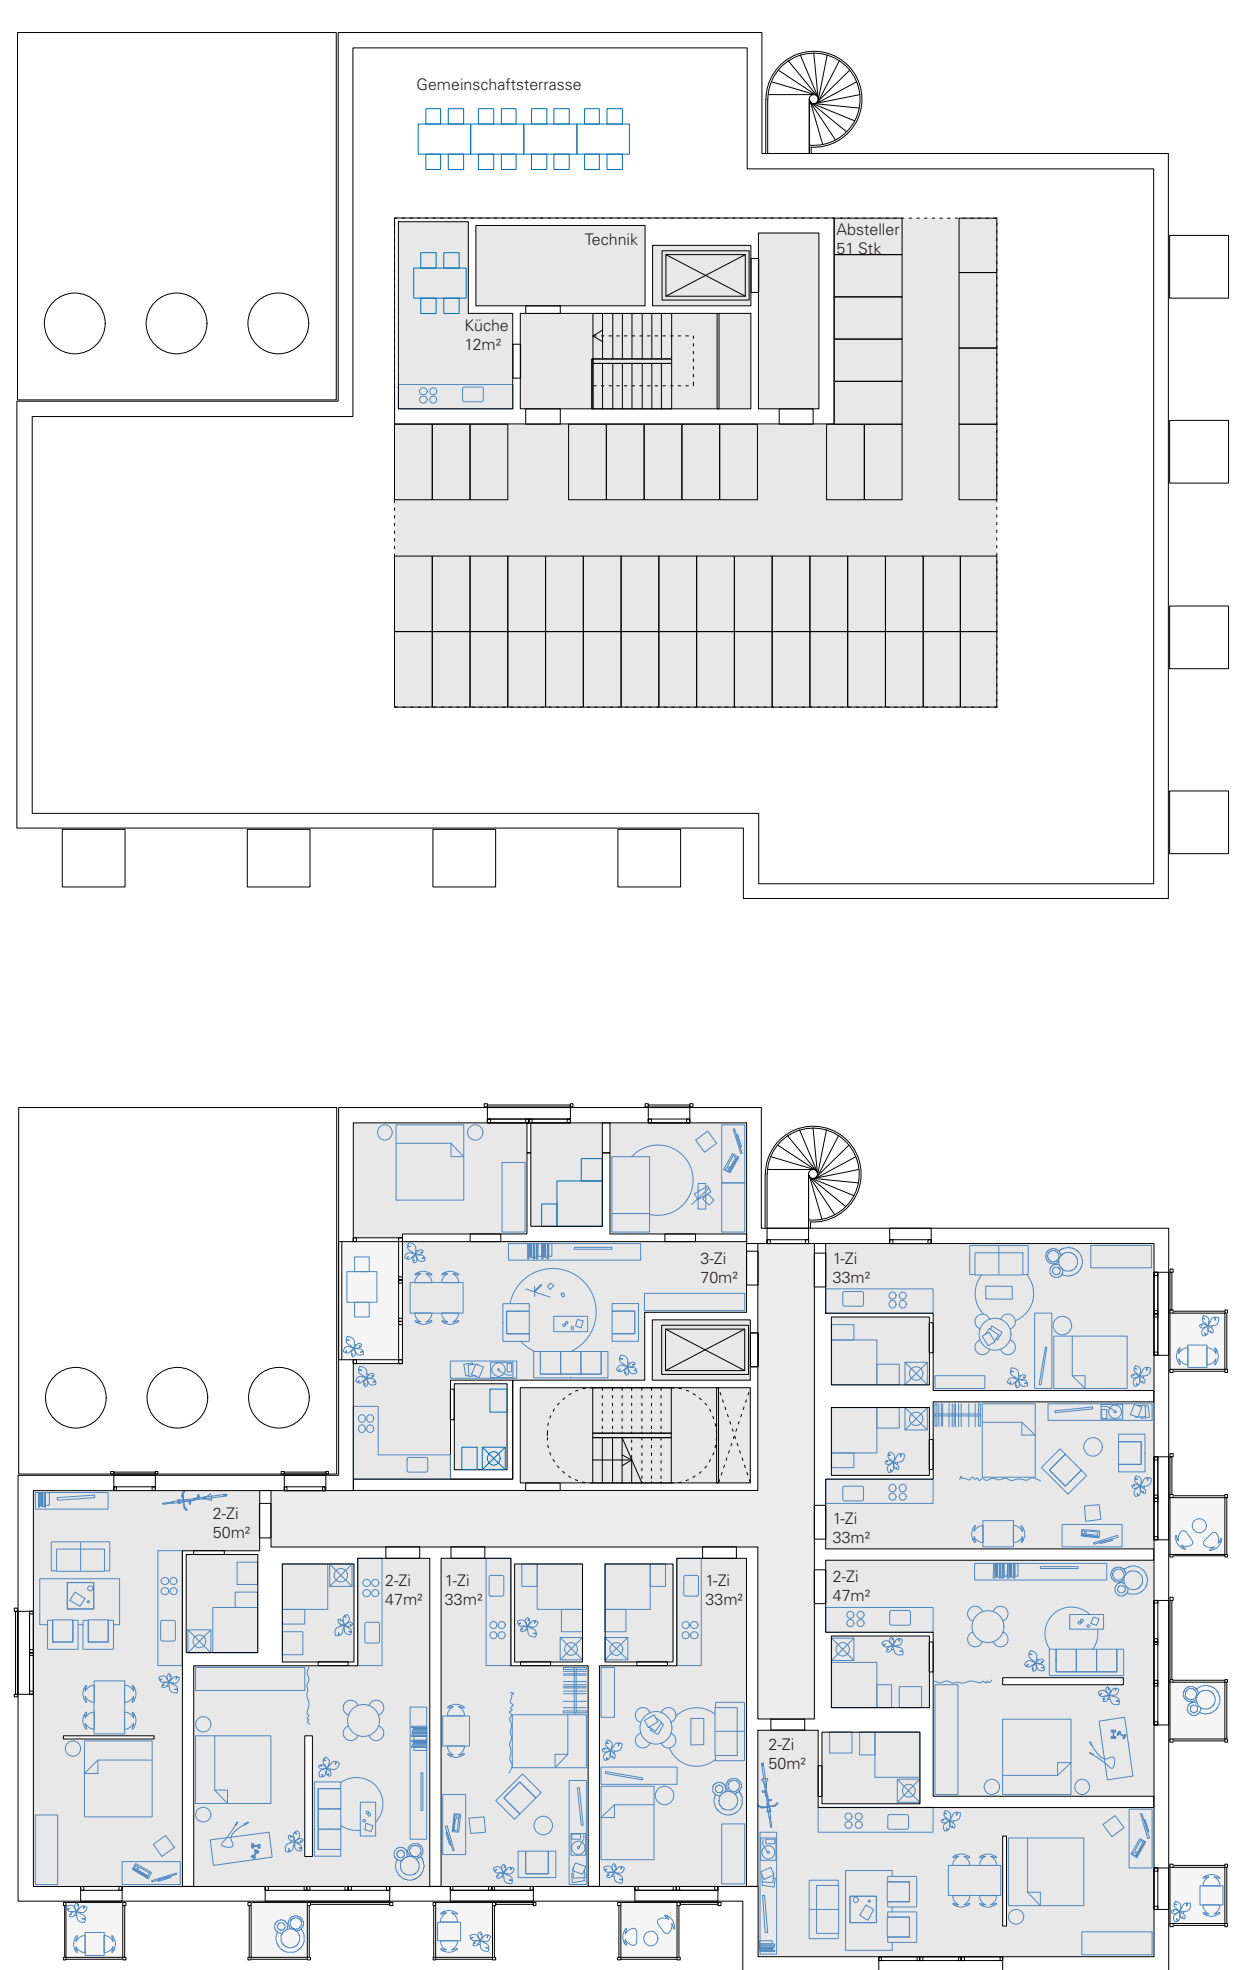 Gemeinschaftsterrasse
Technik
Absteller
51 Stk
Küche
12m²
3-Zi
70m²
1-Zi
33m²
2-Zi
50m²
1-Zi
33m²
2-Zi
47m²
1-Zi
33m²
1-Zi
33m²
2-Zi
47m²
2-Zi
50m²